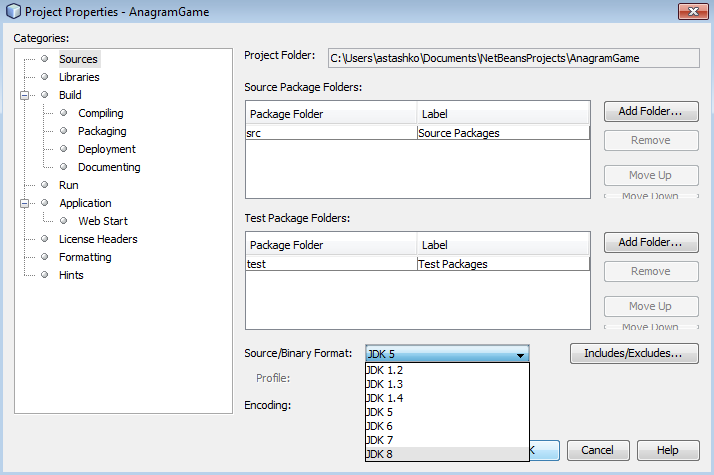 Project Properties - AnagramGame
Categories:
Sources
Libraries
Build
Compiling
Packaging
Deployment
Documenting
Run
Application
Web Start
License Headers
Formatting
Hints
Project Folder: C:\Users\astashko\Documents\NetBeansProjects\AnagramGame
Source Package Folders:
Package Folder Label
src Source Packages
Add Folder...
Remove
Move Up
Move Down
Test Package Folders:
Package Folder Label
test Test Packages
Add Folder...
Remove
Move Up
Move Down
Source/Binary Format: JDK 5 Includes/Excludes...
Profile:
Encoding:
JDK 1.2
JDK 1.3
JDK 1.4
JDK 5
JDK 6
JDK 7
JDK 8
Cancel Help